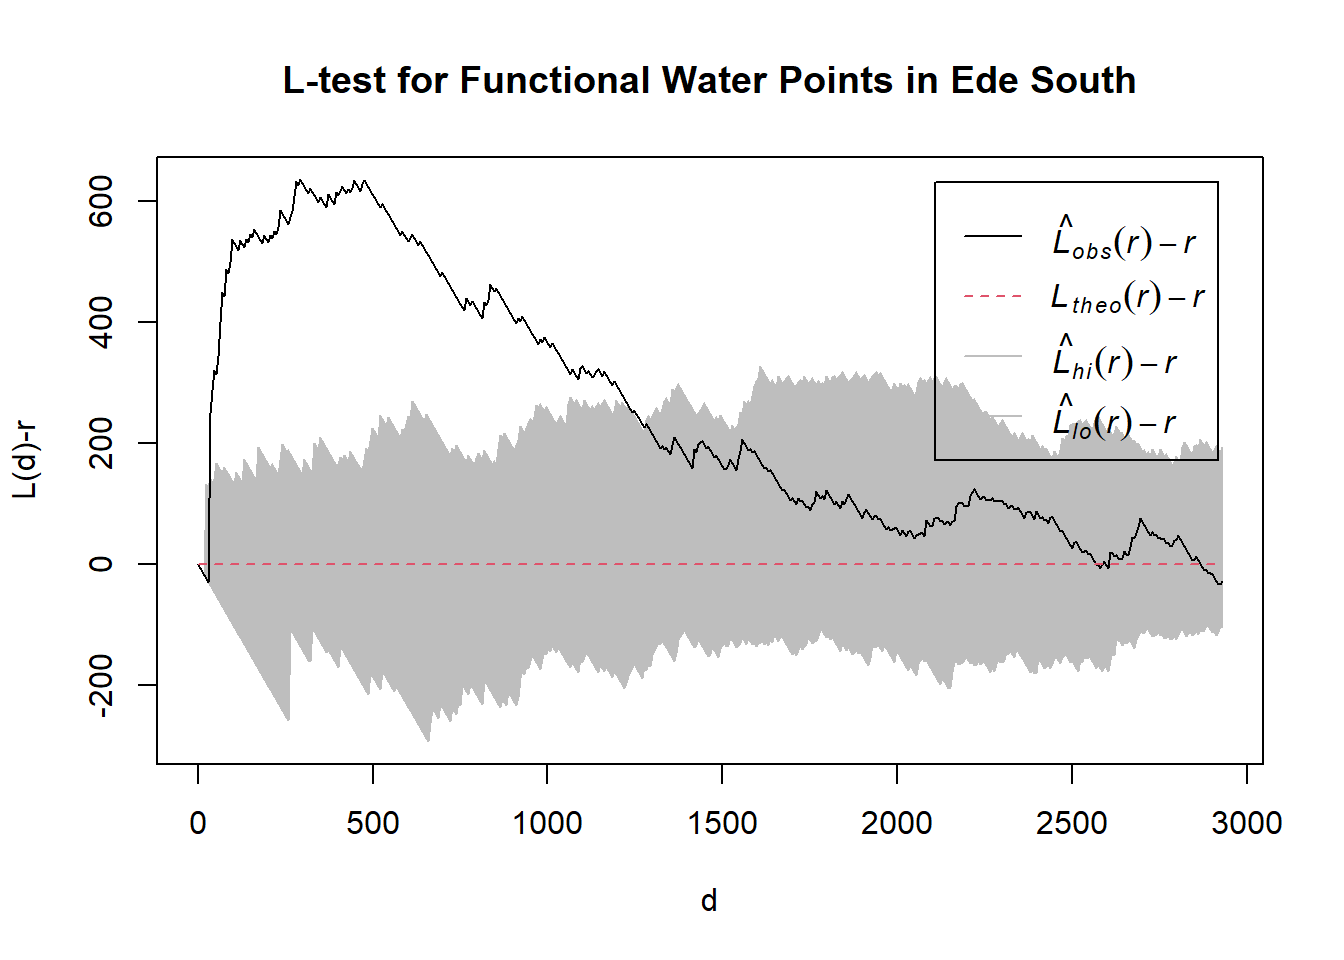 L-test for Functional Water Points in Ede South
L(d)-r
600
400
200
0
-200
L̂obs(r) – r
Ltheo(r) – r
L̂hi(r) – r
L̂lo(r) – r
0 500 1000 1500 2000 2500 3000
d